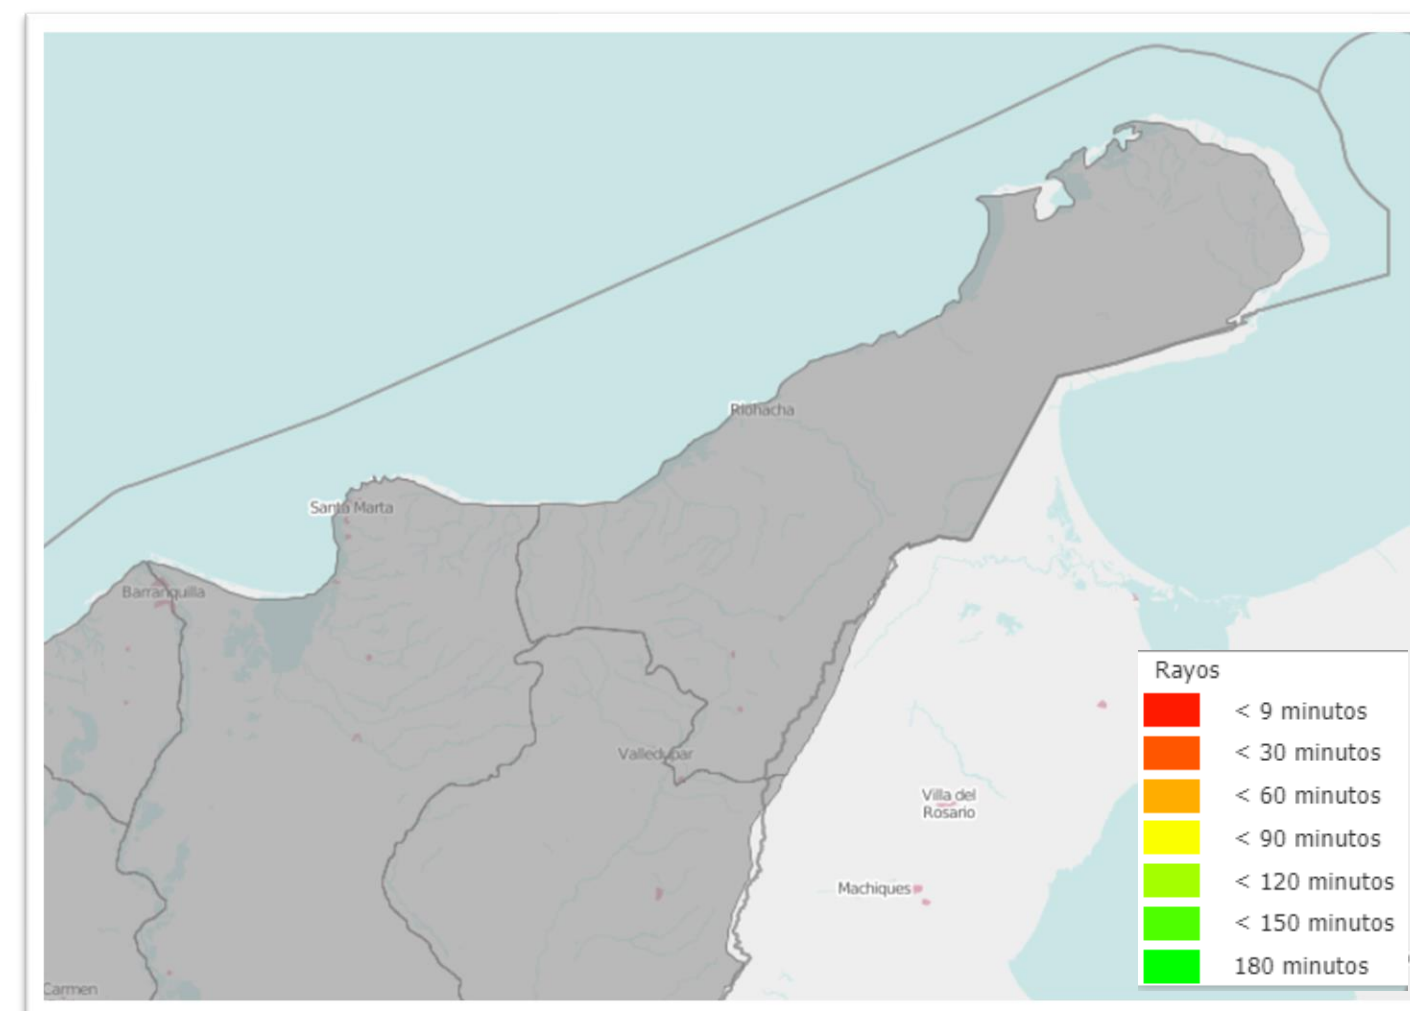 Riohacha
Santa Marta
Barranquilla
Valledupar
Villa del
Rosario
Machiques
Carmen
Rayos
< 9 minutos
< 30 minutos
< 60 minutos
< 90 minutos
< 120 minutos
< 150 minutos
180 minutos